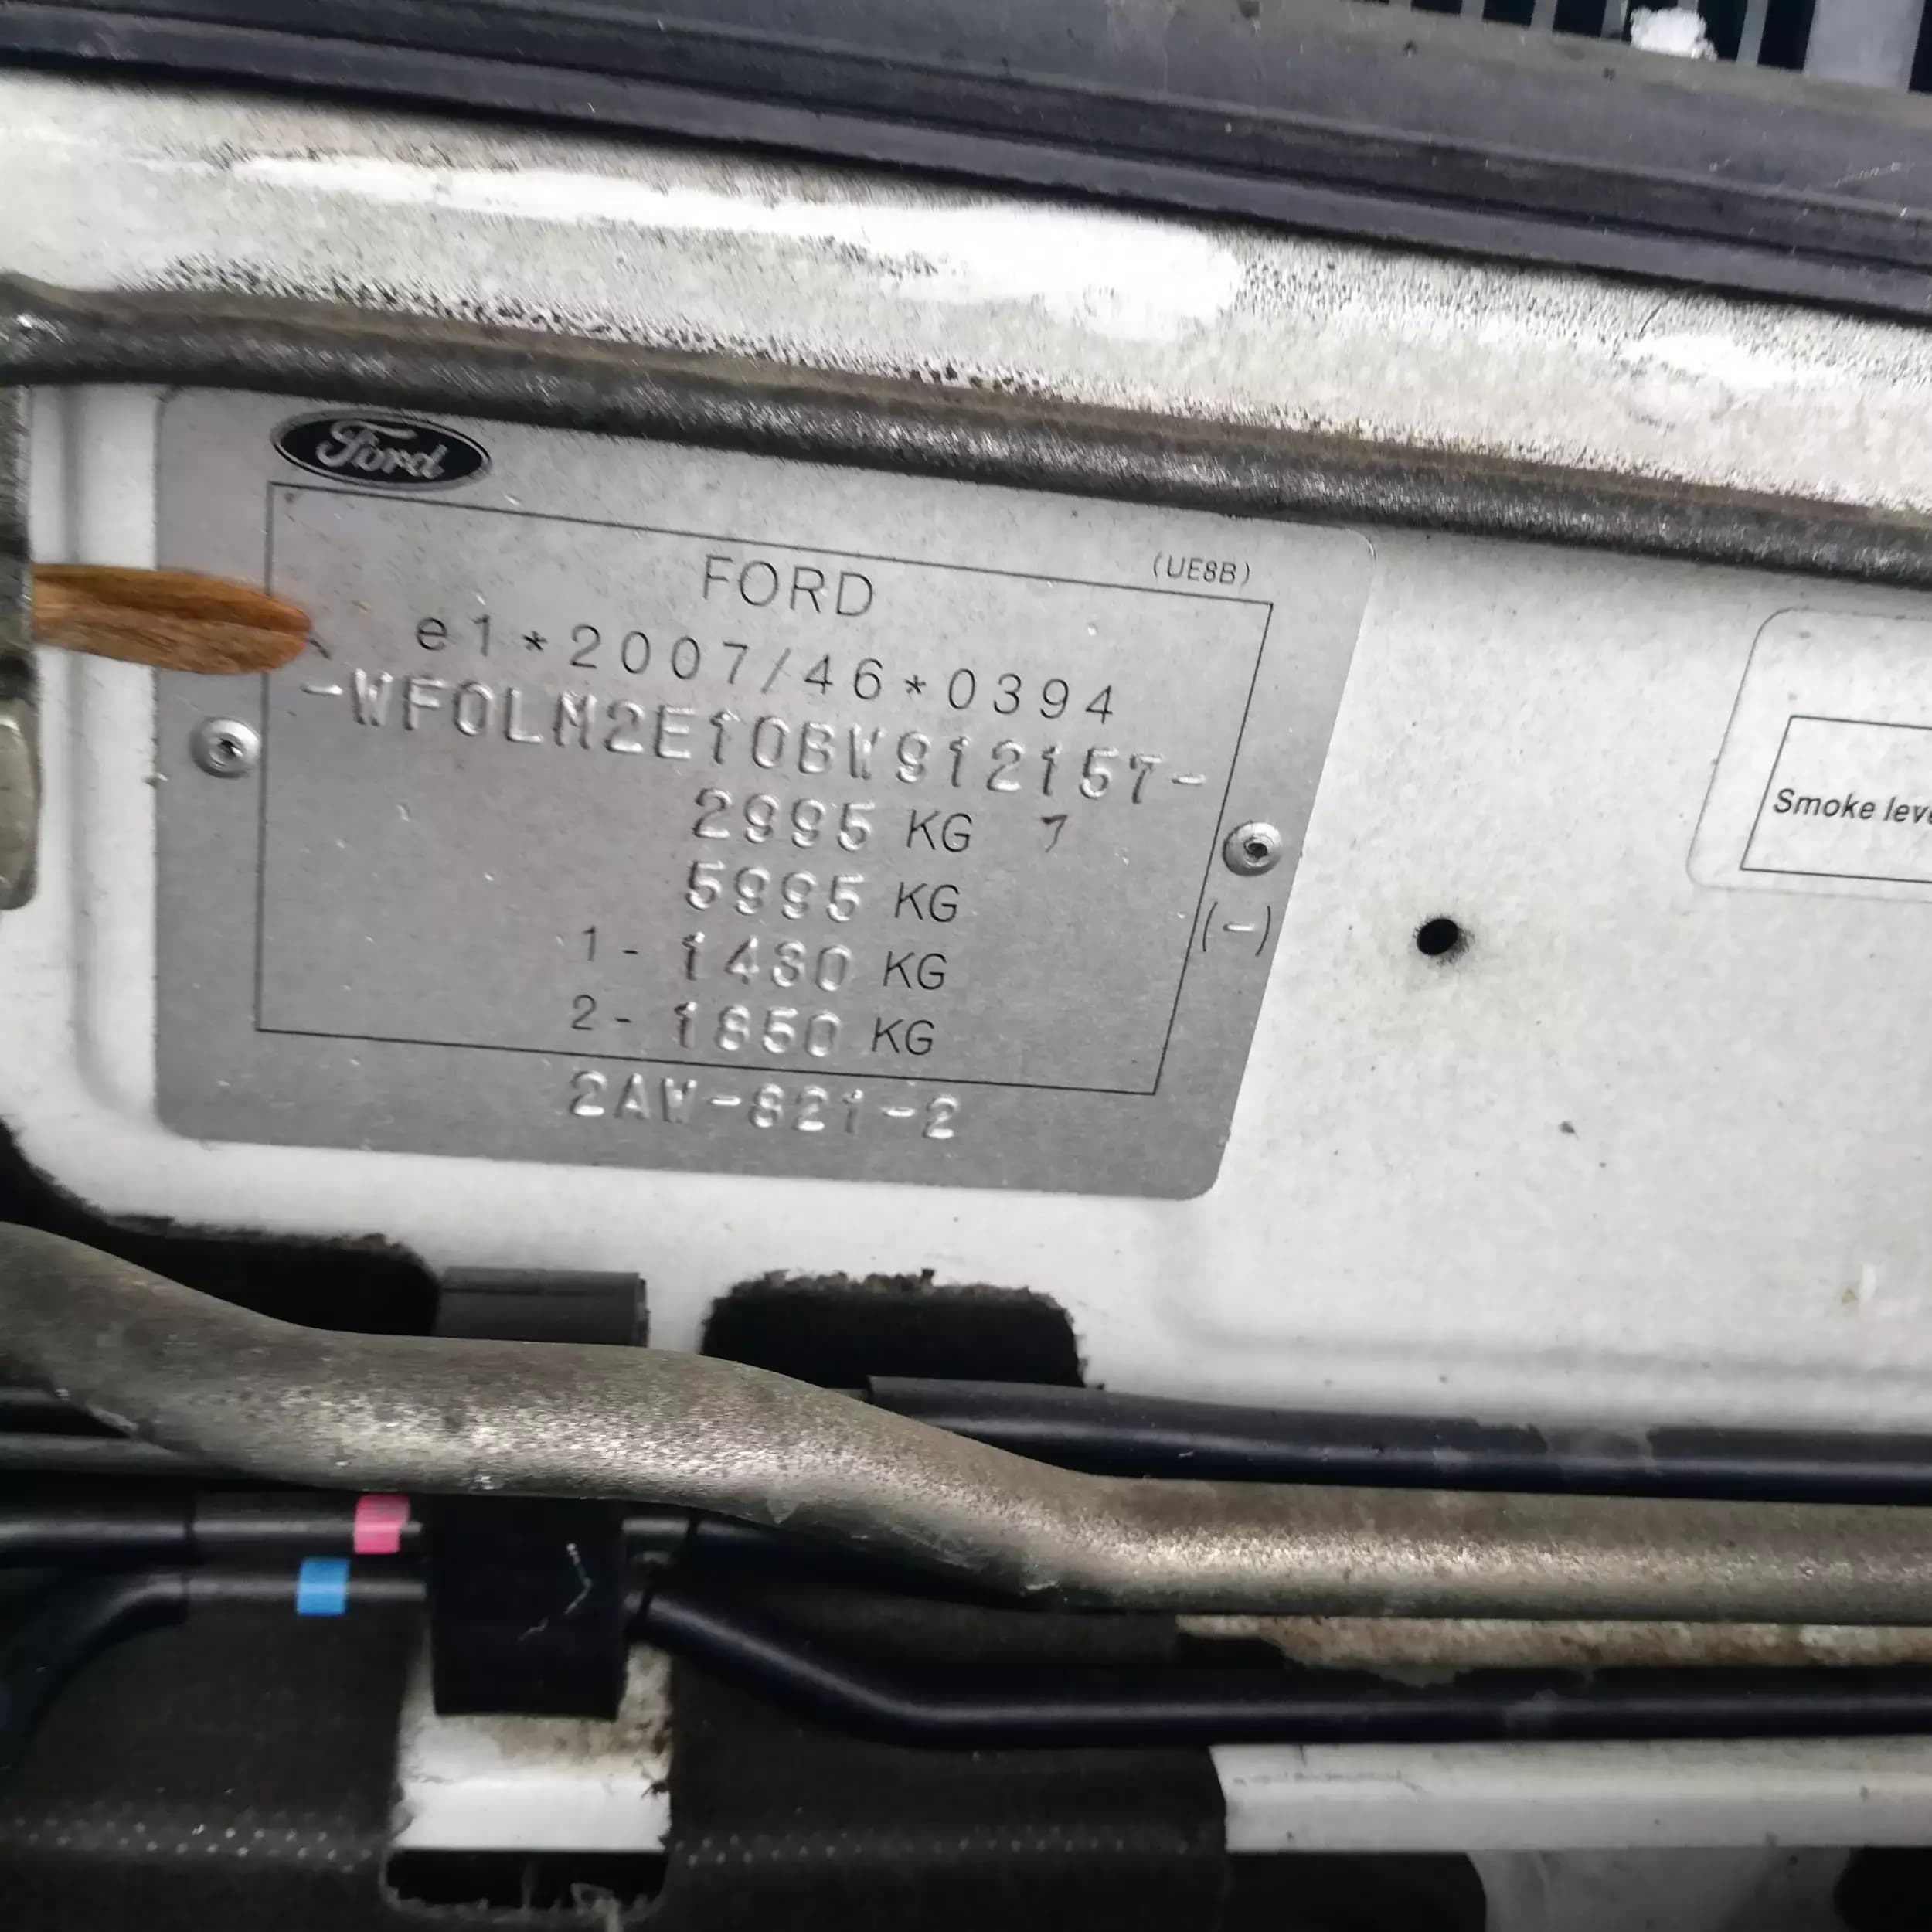 Ford
FORD (UE8B)
e1*2007/46*0394
-WF0LM2E10BW912157-
2995 KG 7
5995 KG
1 - 1480 KG (-)
2 - 1850 KG
2AW-821-2
Smoke